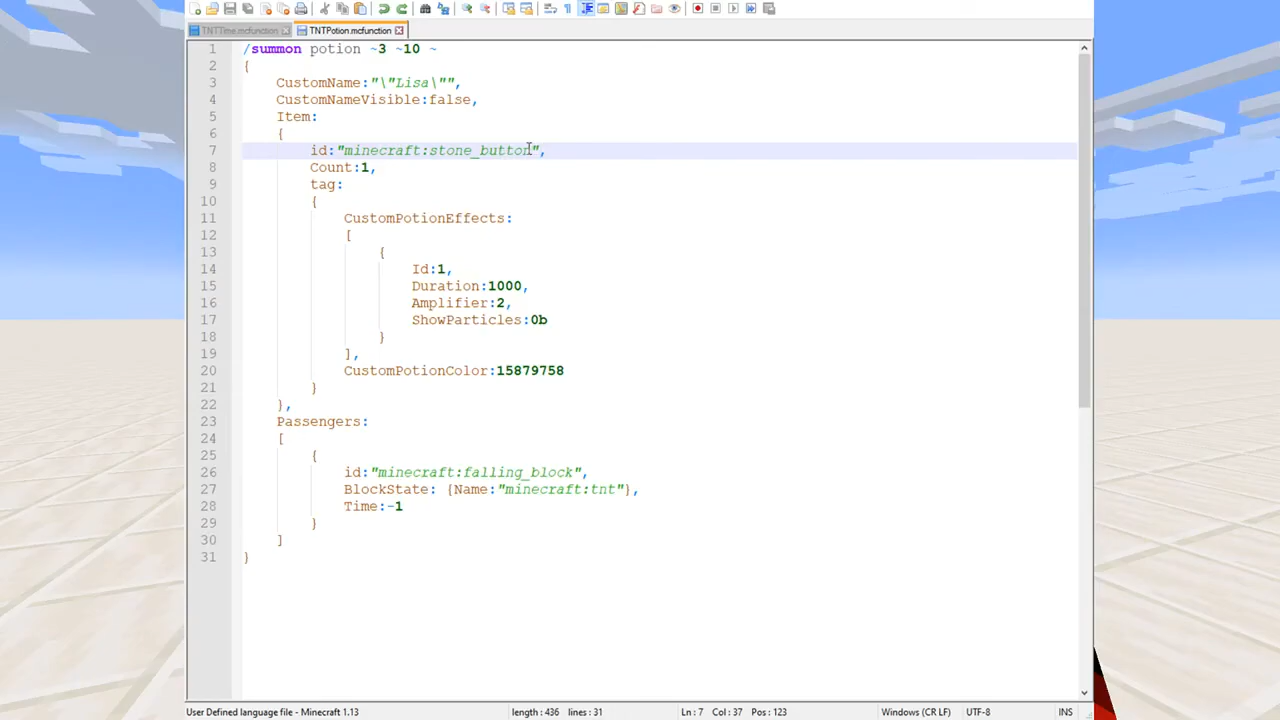 TNTTime.mcfunction TNTPotion.mcfunction
1 /summon potion ~3 ~10 ~
2 {
3 CustomName:"\"Lisa\"",
4 CustomNameVisible:false,
5 Item:
6 {
7 id:"minecraft:stone_button",
8 Count:1,
9 tag:
10 {
11 CustomPotionEffects:
12 [
13 {
14 Id:1,
15 Duration:1000,
16 Amplifier:2,
17 ShowParticles:0b
18 }
19 ],
20 CustomPotionColor:15879758
21 }
22 },
23 Passengers:
24 [
25 {
26 id:"minecraft:falling_block",
27 BlockState: {Name:"minecraft:tnt"},
28 Time:-1
29 }
30 ]
31 }
User Defined language file - Minecraft 1.13 length : 436 lines : 31 Ln : 7 Col : 37 Pos : 123 Windows (CR LF) UTF-8 INS